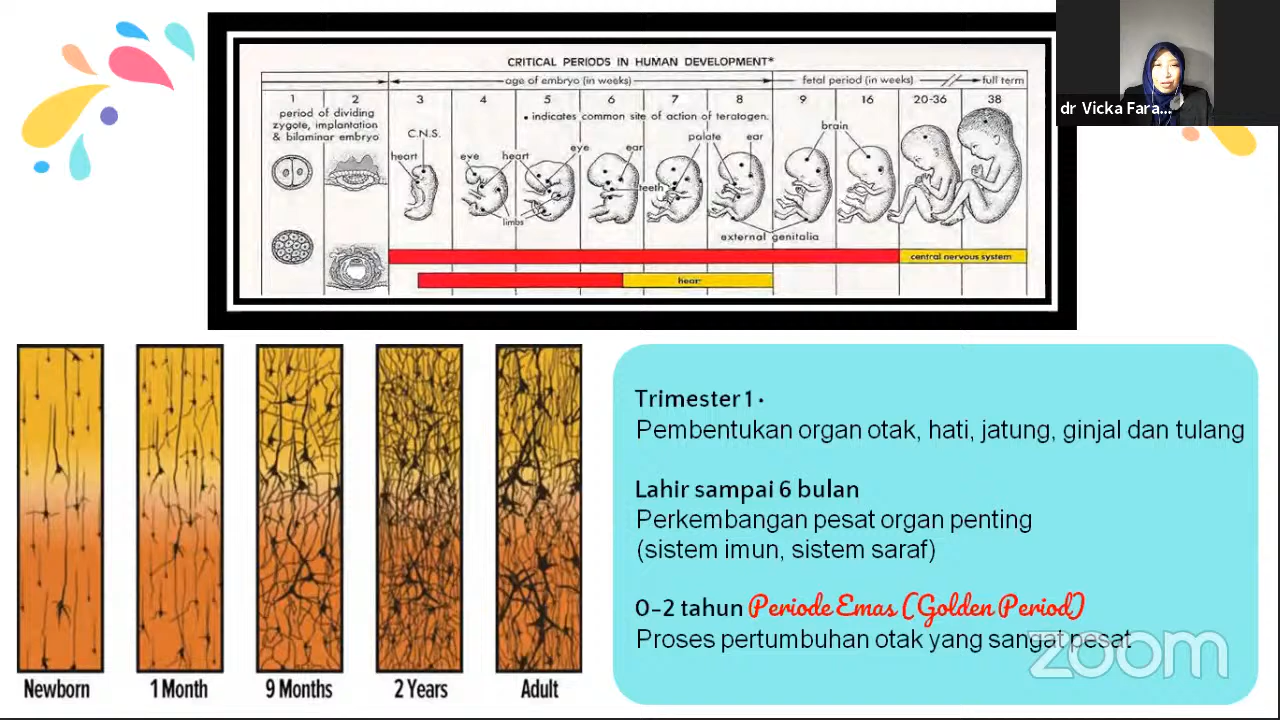 CRITICAL PERIODS IN HUMAN DEVELOPMENT*
age of embryo (in weeks)
fetal period (in weeks)
full term
1 2 3 4 5 6 7 8 9 16 20-36 38
period of dividing
zygote, implantation
& bilaminar embryo
• indicates common site of action of teratogen.
C.N.S.
heart
eye
heart
limbs
eye
ear
teeth
palate
ear
brain
external genitalia
central nervous system
heart
dr Vicka Fara...
Newborn
1 Month
9 Months
2 Years
Adult
Trimester 1 •
Pembentukan organ otak, hati, jatung, ginjal dan tulang
Lahir sampai 6 bulan
Perkembangan pesat organ penting
(sistem imun, sistem saraf)
0-2 tahun Periode Emas (Golden Period)
Proses pertumbuhan otak yang sangat pesat
zoom